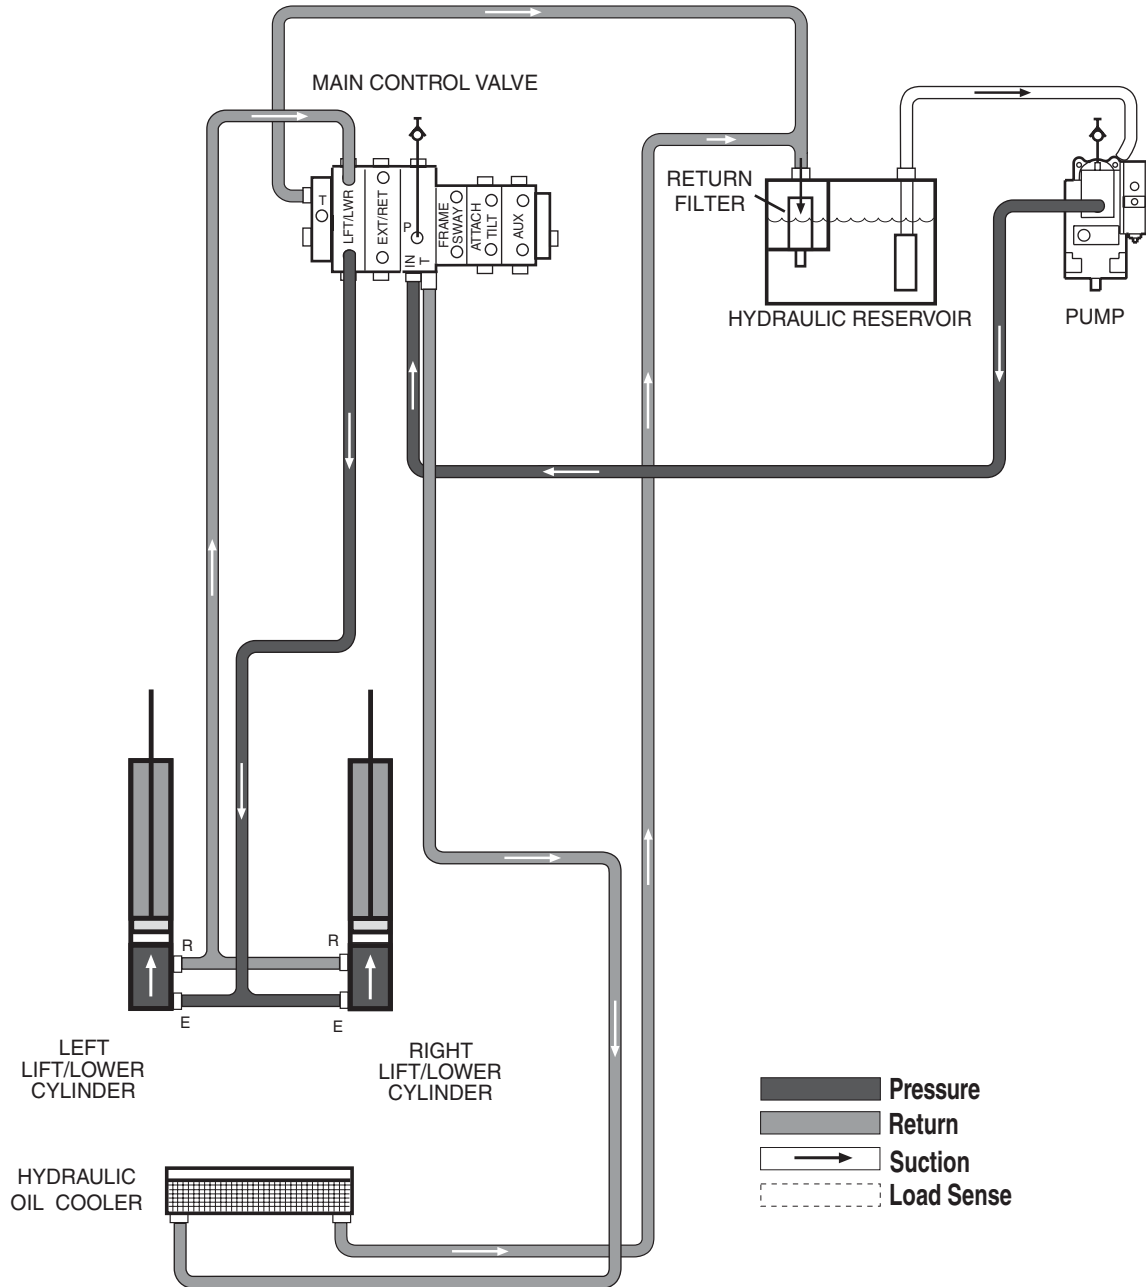 MAIN CONTROL VALVE
T
LFT/LWR
EXT/RET
P
IN
T
FRAME
SWAY
ATTACH
TILT
AUX
RETURN
FILTER
HYDRAULIC RESERVOIR
PUMP
R
R
E
E
LEFT
LIFT/LOWER
CYLINDER
RIGHT
LIFT/LOWER
CYLINDER
HYDRAULIC
OIL COOLER
Pressure
Return
Suction
Load Sense